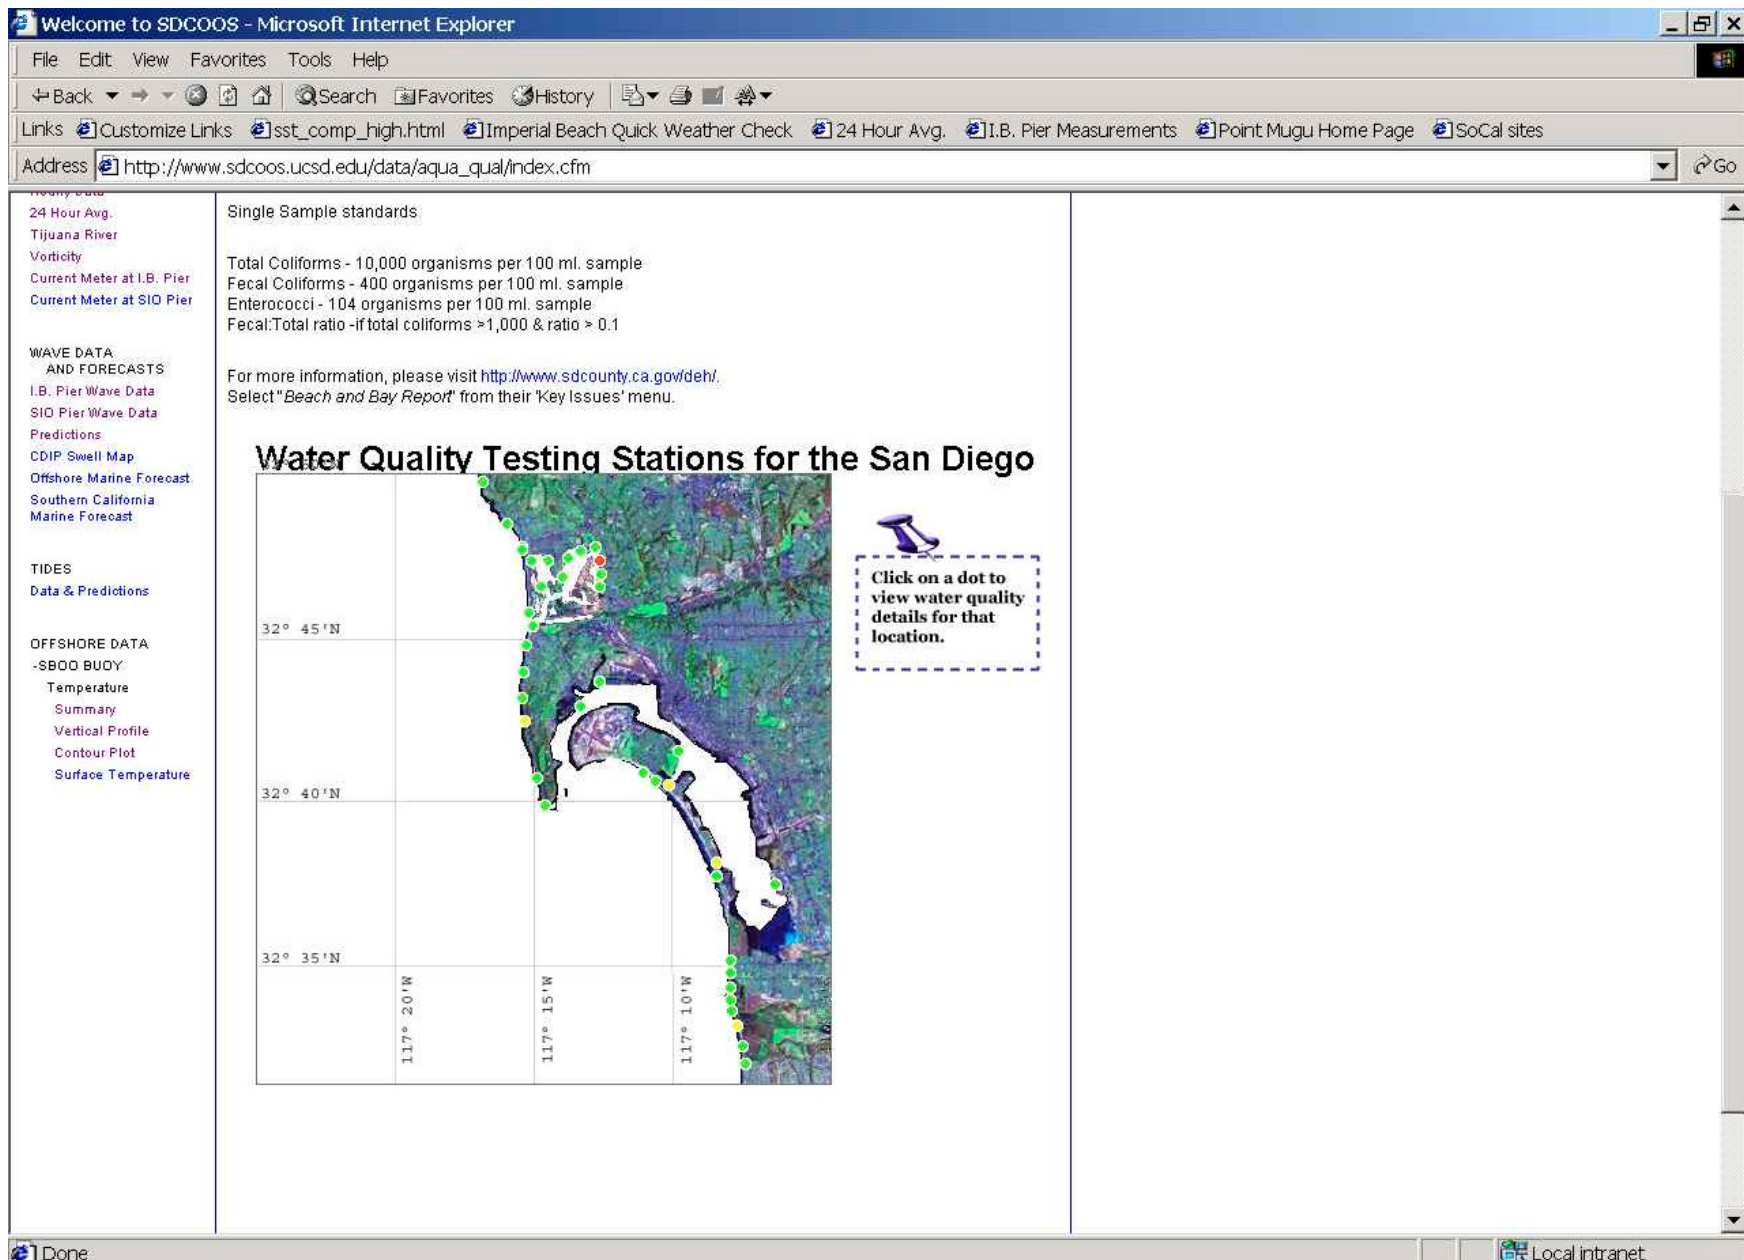 Welcome to SDCOOS - Microsoft Internet Explorer
File Edit View Favorites Tools Help
Back Search Favorites History
Links Customize Links sst_comp_high.html Imperial Beach Quick Weather Check 24 Hour Avg. I.B. Pier Measurements Point Mugu Home Page SoCal sites
Address http://www.sdcoos.ucsd.edu/data/aqua_qual/index.cfm Go
24 Hour Avg.
Tijuana River
Vorticity
Current Meter at I.B. Pier
Current Meter at SIO Pier
WAVE DATA
AND FORECASTS
I.B. Pier Wave Data
SIO Pier Wave Data
Predictions
CDIP Swell Map
Offshore Marine Forecast
Southern California
Marine Forecast
TIDES
Data & Predictions
OFFSHORE DATA
-SBOO BUOY
Temperature
Summary
Vertical Profile
Contour Plot
Surface Temperature
Single Sample standards
Total Coliforms - 10,000 organisms per 100 ml. sample
Fecal Coliforms - 400 organisms per 100 ml. sample
Enterococci - 104 organisms per 100 ml. sample
Fecal:Total ratio -if total coliforms >1,000 & ratio > 0.1
For more information, please visit http://www.sdcounty.ca.gov/deh/.
Select "Beach and Bay Report" from their 'Key Issues' menu.
Water Quality Testing Stations for the San Diego
32° 45'N
32° 40'N
32° 35'N
117° 20'W
117° 15'W
117° 10'W
Click on a dot to
view water quality
details for that
location.
Done
Local intranet